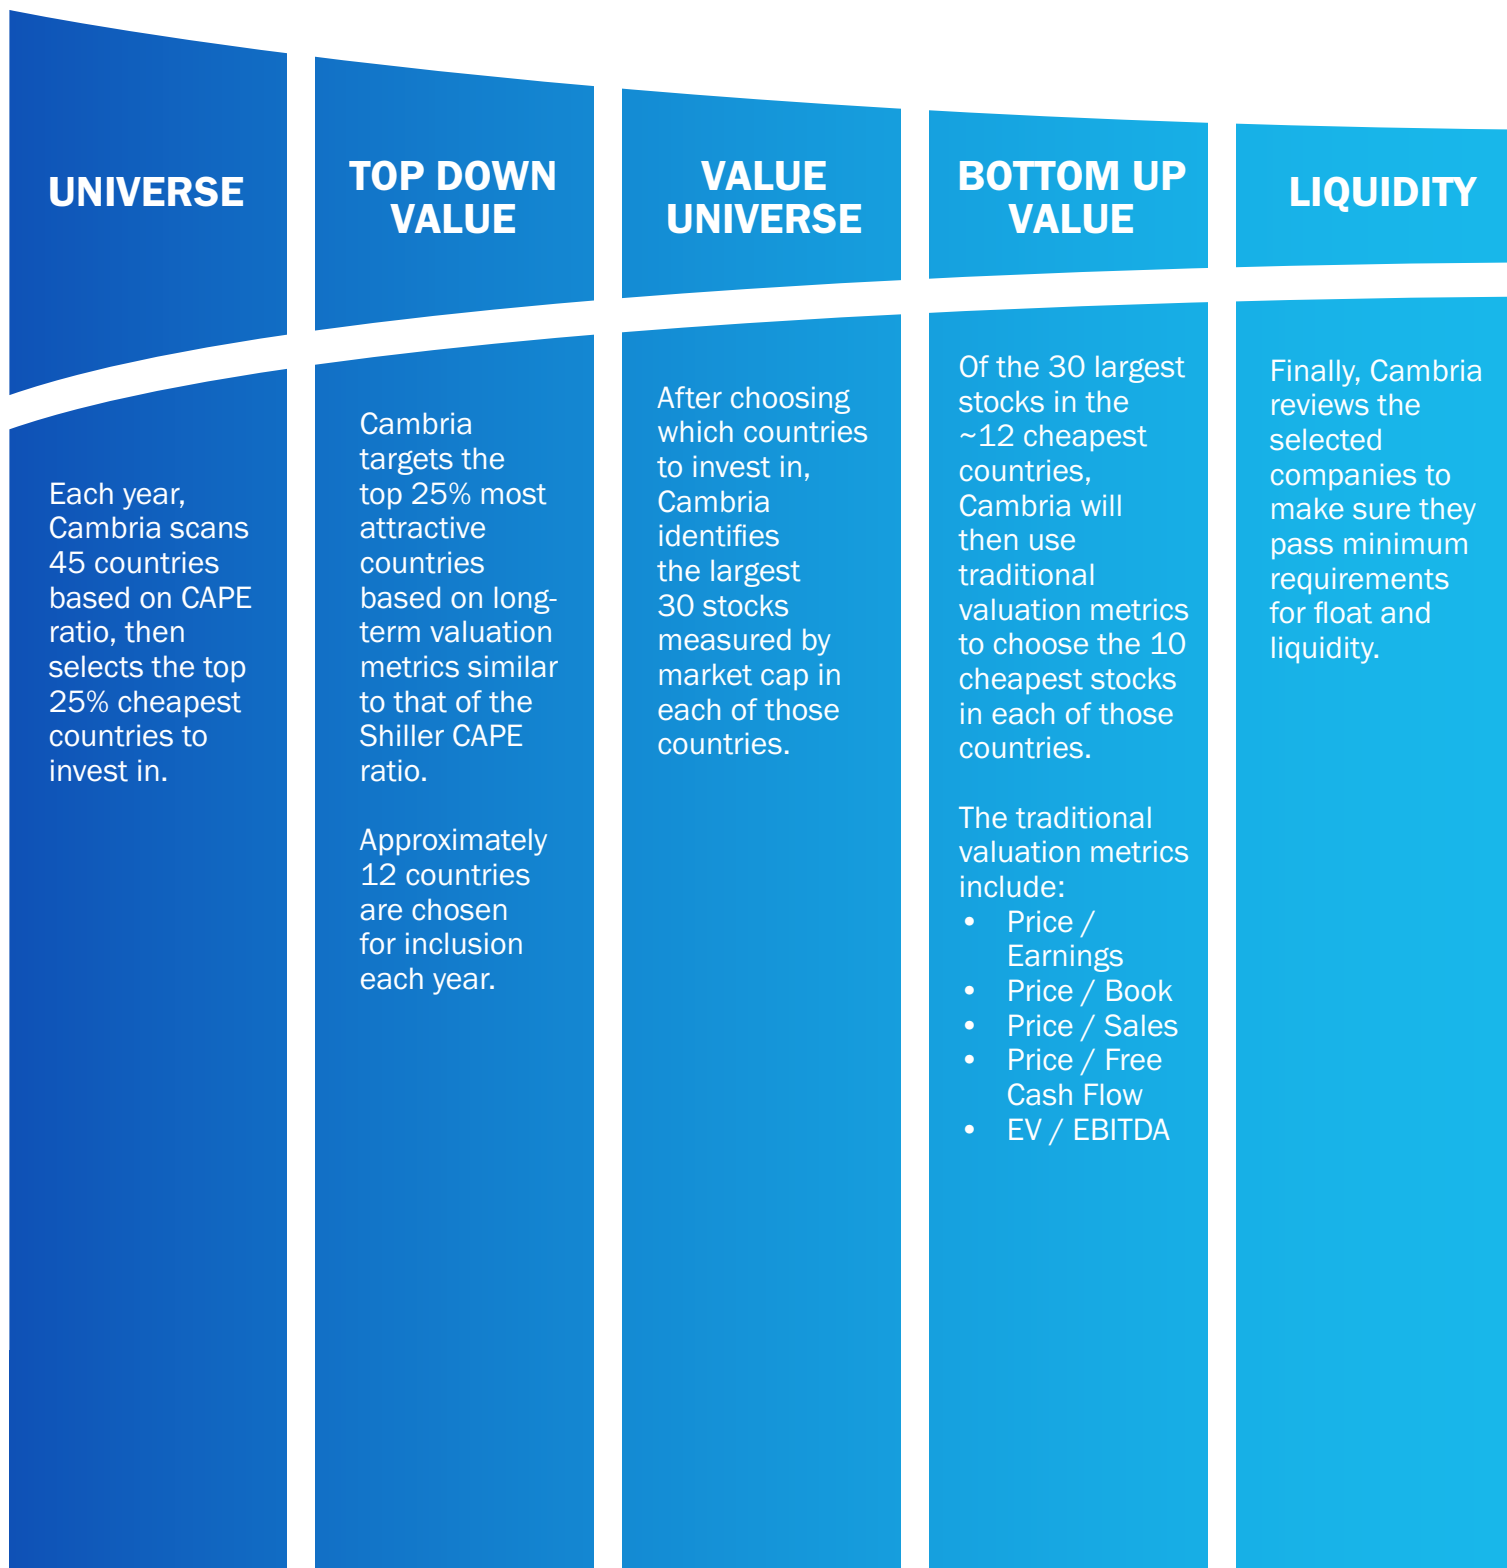 UNIVERSE
Each year,
Cambria scans
45 countries
based on CAPE
ratio, then
selects the top
25% cheapest
countries to
invest in.
TOP DOWN
VALUE
Cambria
targets the
top 25% most
attractive
countries
based on long-
term valuation
metrics similar
to that of the
Shiller CAPE
ratio.
Approximately
12 countries
are chosen
for inclusion
each year.
VALUE
UNIVERSE
After choosing
which countries
to invest in,
Cambria
identifies
the largest
30 stocks
measured by
market cap in
each of those
countries.
BOTTOM UP
VALUE
Of the 30 largest
stocks in the
~12 cheapest
countries,
Cambria will
then use
traditional
valuation metrics
to choose the 10
cheapest stocks
in each of those
countries.
The traditional
valuation metrics
include:
• Price /
Earnings
• Price / Book
• Price / Sales
• Price / Free
Cash Flow
• EV / EBITDA
LIQUIDITY
Finally, Cambria
reviews the
selected
companies to
make sure they
pass minimum
requirements
for float and
liquidity.